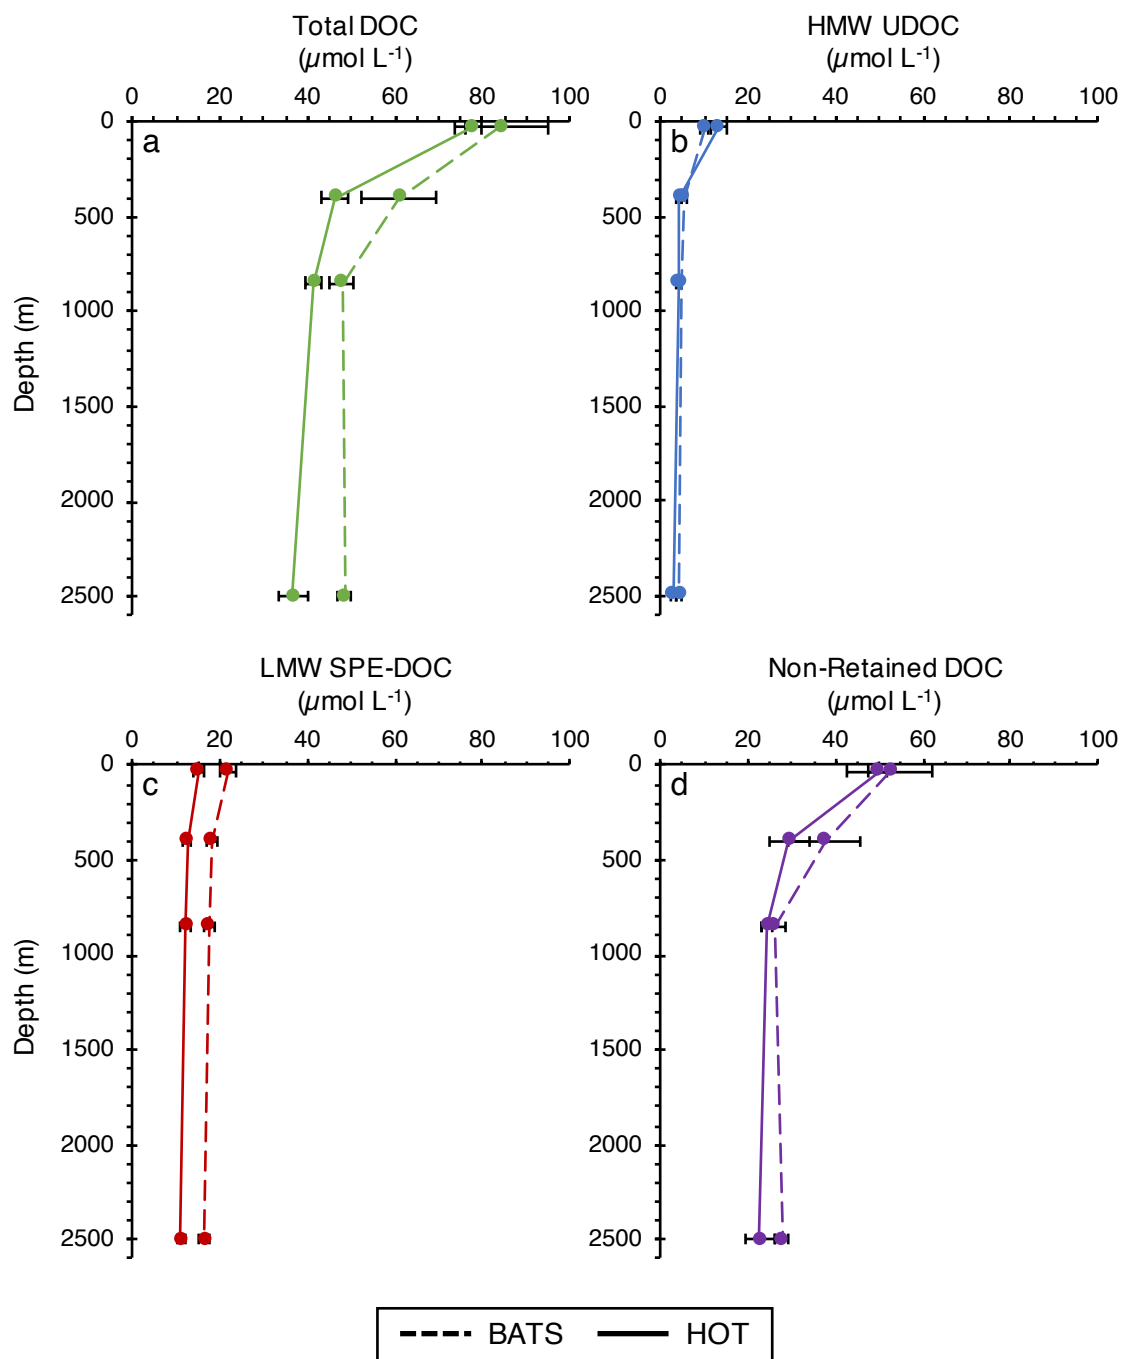 Total DOC
(µmol L-1)
0 20 40 60 80 100
0
500
1000
1500
2000
2500
Depth (m)
a
HMW UDOC
(µmol L-1)
0 20 40 60 80 100
0
500
1000
1500
2000
2500
b
LMW SPE-DOC
(µmol L-1)
0 20 40 60 80 100
0
500
1000
1500
2000
2500
Depth (m)
c
Non-Retained DOC
(µmol L-1)
0 20 40 60 80 100
0
500
1000
1500
2000
2500
d
BATS HOT